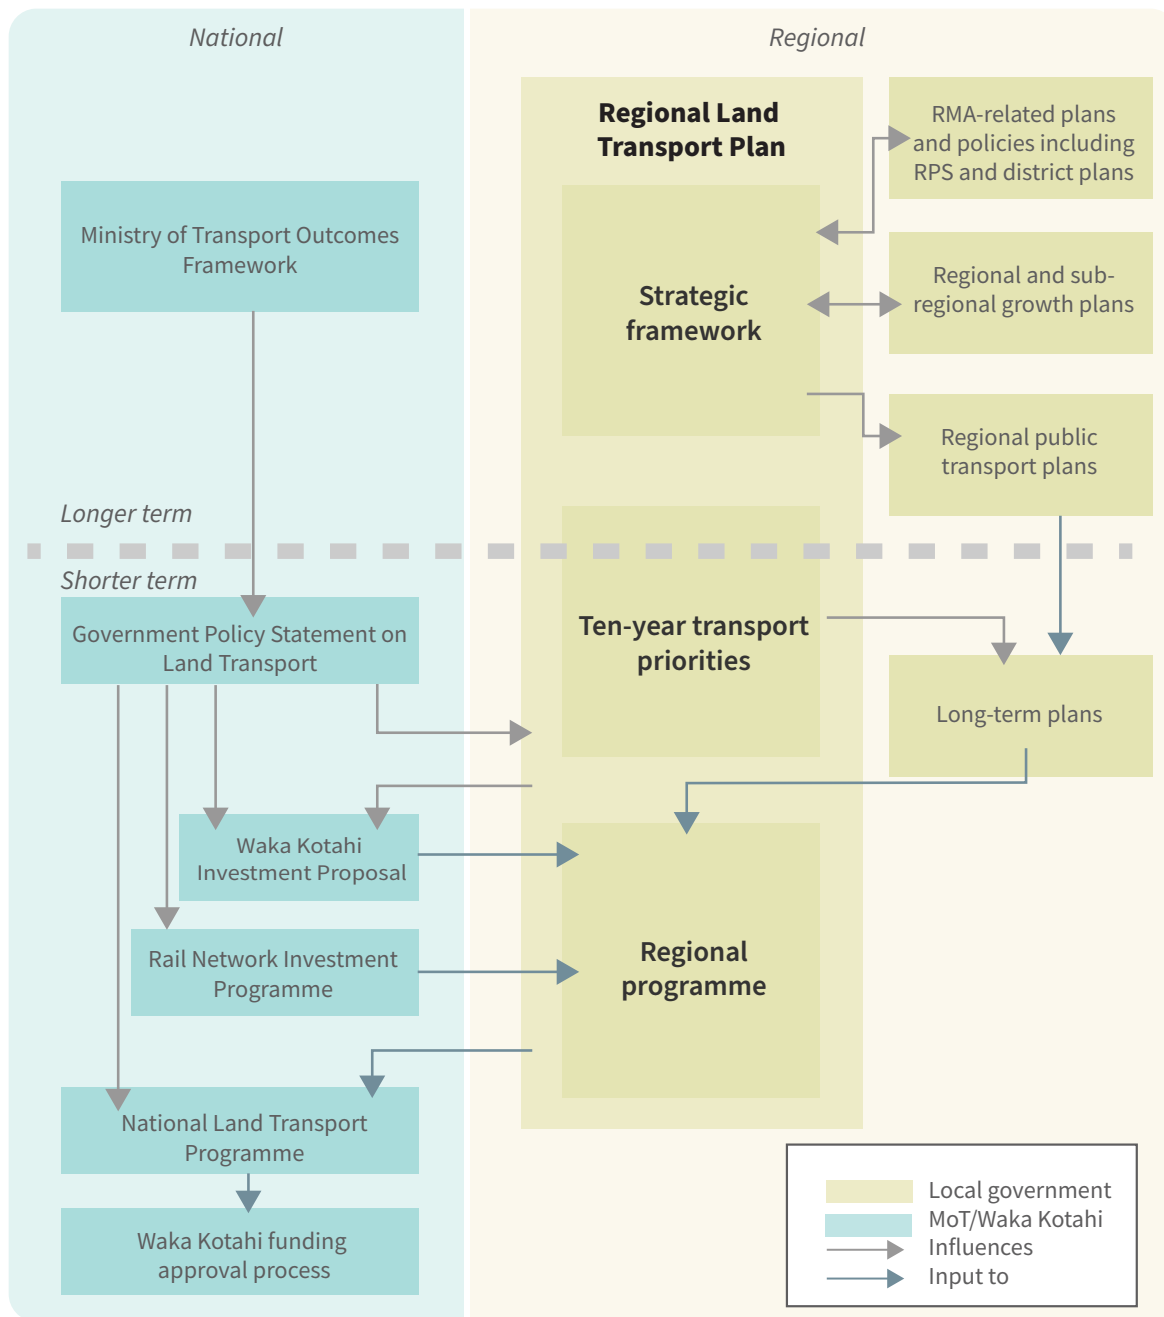 National
Regional
Regional Land
Transport Plan
RMA-related plans
and policies including
RPS and district plans
Ministry of Transport Outcomes
Framework
Strategic
framework
Regional and sub-
regional growth plans
Regional public
transport plans
Longer term
Shorter term
Government Policy Statement on
Land Transport
Ten-year transport
priorities
Long-term plans
Waka Kotahi
Investment Proposal
Rail Network Investment
Programme
Regional
programme
National Land Transport
Programme
Waka Kotahi funding
approval process
Local government
MoT/Waka Kotahi
Influences
Input to